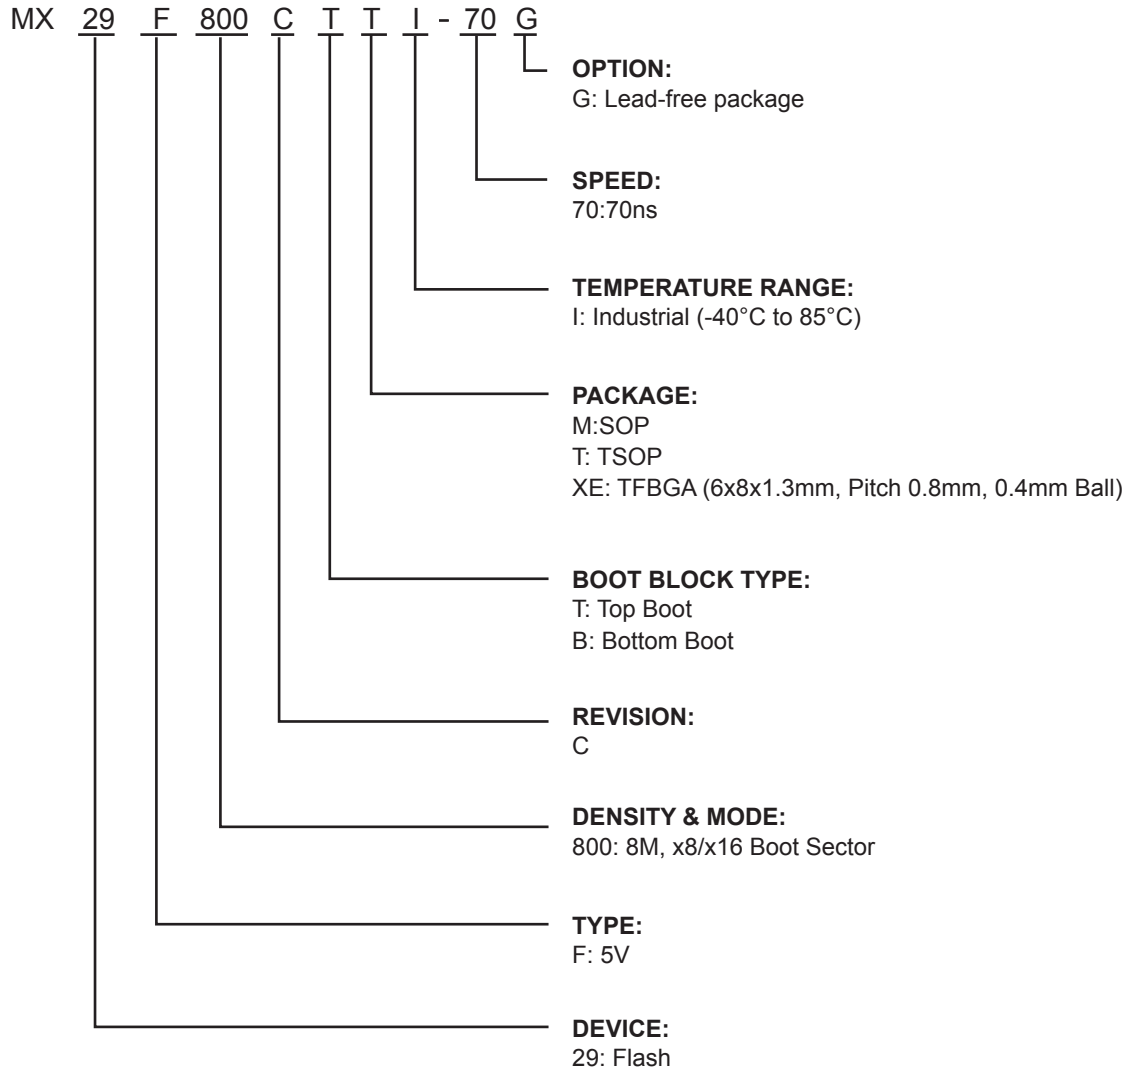 MX 29 F 800 C T T I - 70 G
OPTION:
G: Lead-free package
SPEED:
70:70ns
TEMPERATURE RANGE:
I: Industrial (-40°C to 85°C)
PACKAGE:
M:SOP
T: TSOP
XE: TFBGA (6x8x1.3mm, Pitch 0.8mm, 0.4mm Ball)
BOOT BLOCK TYPE:
T: Top Boot
B: Bottom Boot
REVISION:
C
DENSITY & MODE:
800: 8M, x8/x16 Boot Sector
TYPE:
F: 5V
DEVICE:
29: Flash